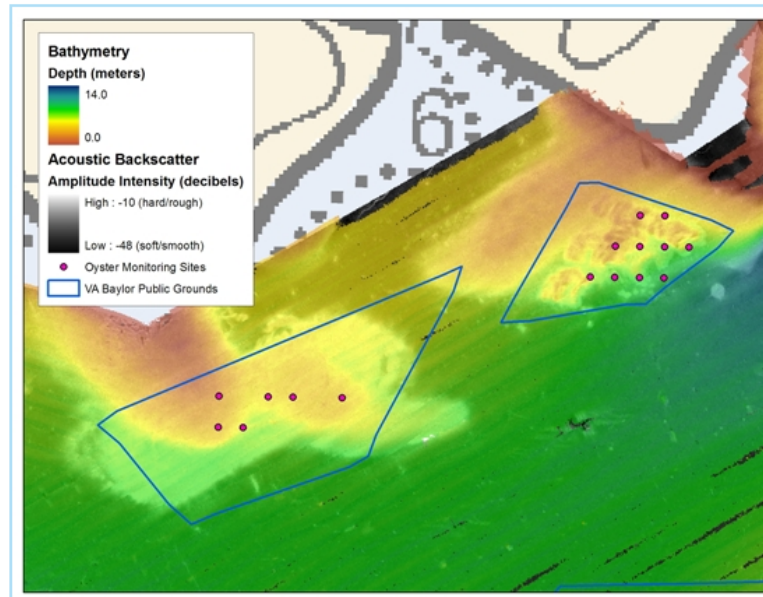 Bathymetry
Depth (meters)
14.0
0.0
Acoustic Backscatter
Amplitude Intensity (decibels)
High : -10 (hard/rough)
Low : -48 (soft/smooth)
Oyster Monitoring Sites
VA Baylor Public Grounds